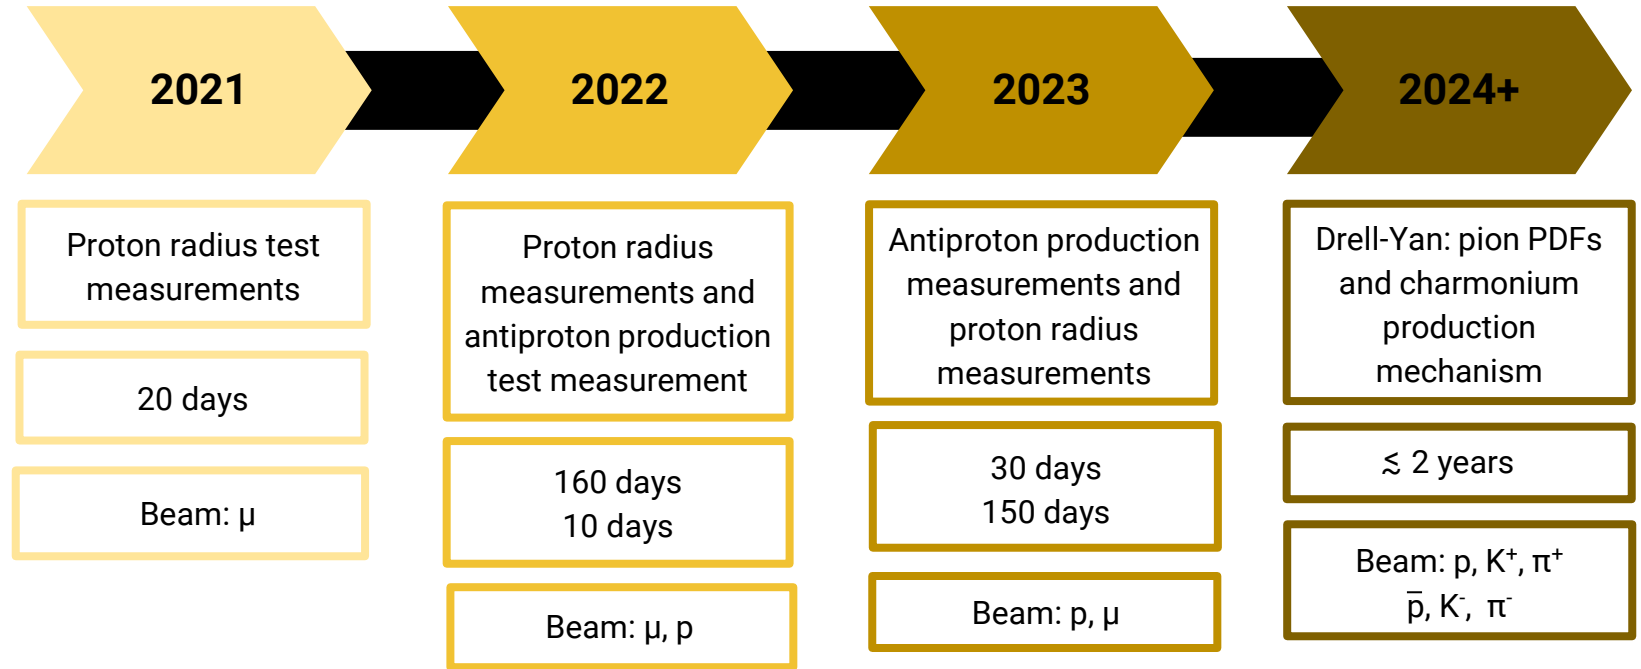 2021
Proton radius test
measurements
20 days
Beam: μ
2022
Proton radius
measurements and
antiproton production
test measurement
160 days
10 days
Beam: μ, p
2023
Antiproton production
measurements and
proton radius
measurements
30 days
150 days
Beam: p, μ
2024+
Drell-Yan: pion PDFs
and charmonium
production
mechanism
≲ 2 years
Beam: p, K⁺, π⁺
p̅, K⁻, π⁻